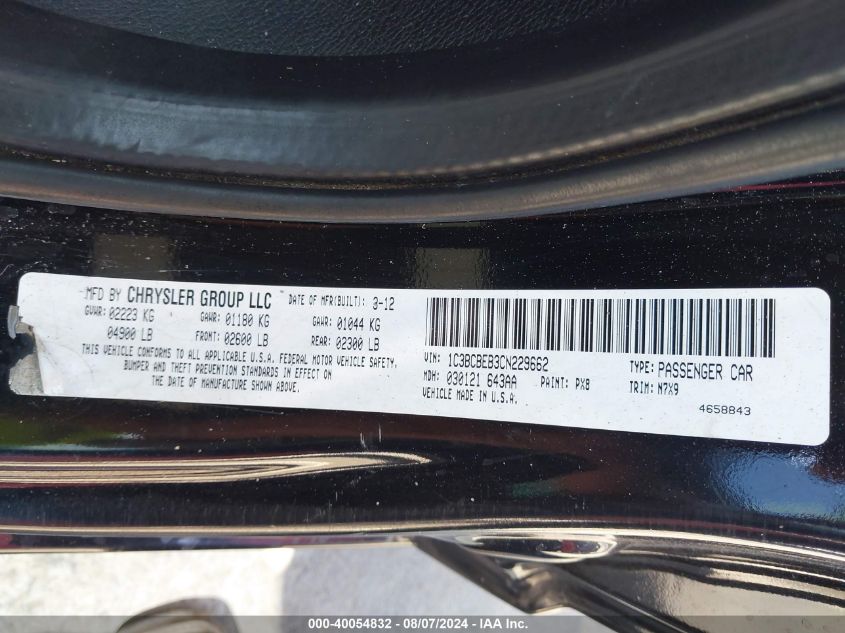 MFD BY CHRYSLER GROUP LLC DATE OF MFR(BUILT): 3-12
GVWR: 02223 KG GAWR: 01180 KG GAWR: 01044 KG
04900 LB FRONT: 02600 LB REAR: 02300 LB
THIS VEHICLE CONFORMS TO ALL APPLICABLE U.S.A. FEDERAL MOTOR VEHICLE SAFETY,
BUMPER AND THEFT PREVENTION STANDARDS IN EFFECT ON
THE DATE OF MANUFACTURE SHOWN ABOVE.
VIN: 1C3BCBEB3CN229662 TYPE: PASSENGER CAR
MDH: 030121 643AA PAINT: PX8 TRIM: N7X9
VEHICLE MADE IN U.S.A.
4658843
000-40054832 - 08/07/2024 - IAA Inc.